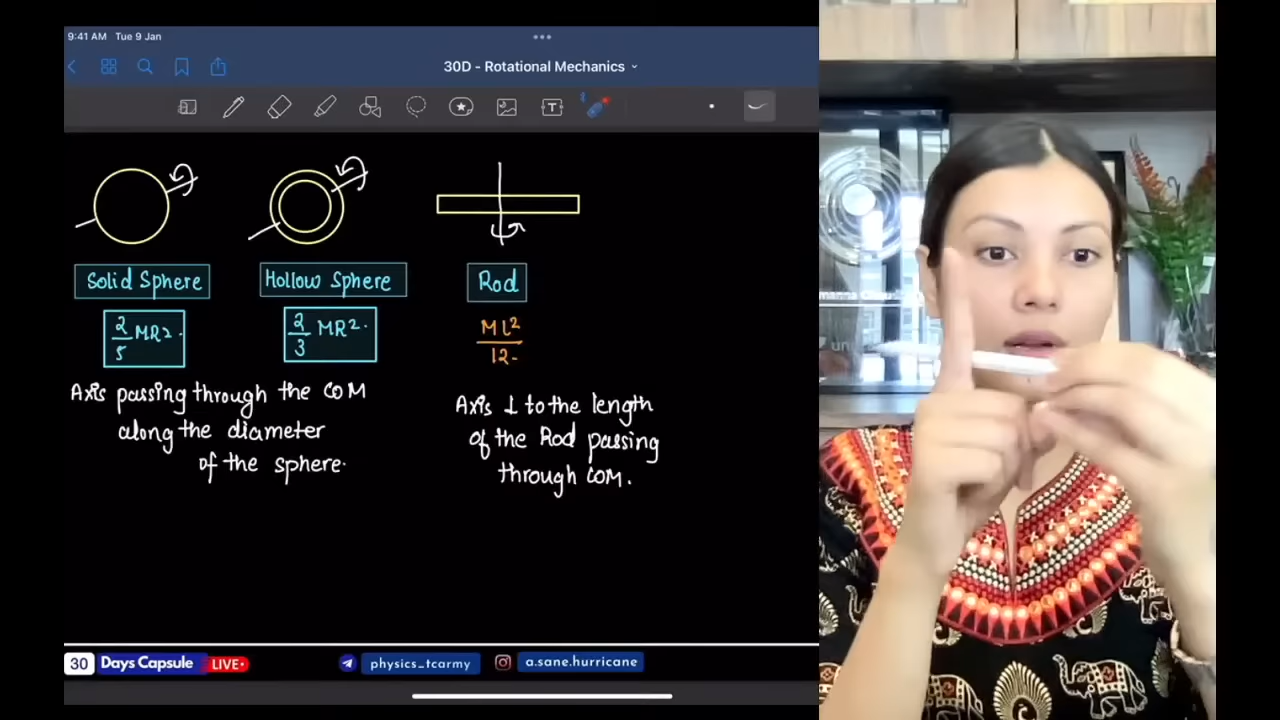 9:41 AM Tue 9 Jan
30D - Rotational Mechanics
T
Solid Sphere
Hollow Sphere
Rod
2/5 MR2.
2/3 MR2.
ML2/12.
Axis passing through the COM
along the diameter
of the sphere.
Axis ⊥ to the length
of the Rod passing
through COM.
30 Days Capsule LIVE
physics_tcarmy
a.sane.hurricane